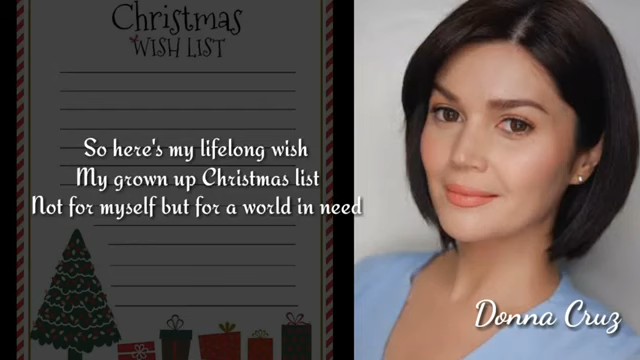 Christmas
WISH LIST
So here's my lifelong wish
My grown up Christmas list
Not for myself but for a world in need
Donna Cruz